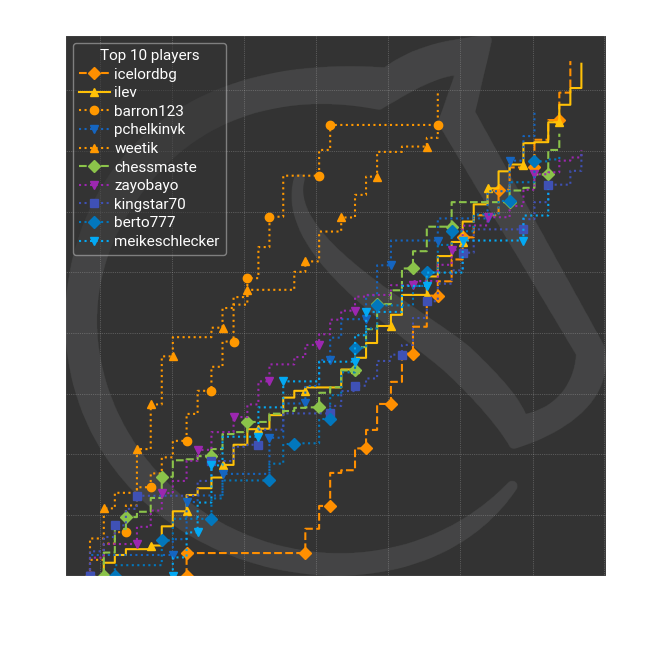 Top 10 players
icelordbg
ilev
barron123
pchelkinvk
weetik
chessmaste
zayobayo
kingstar70
berto777
meikeschlecker